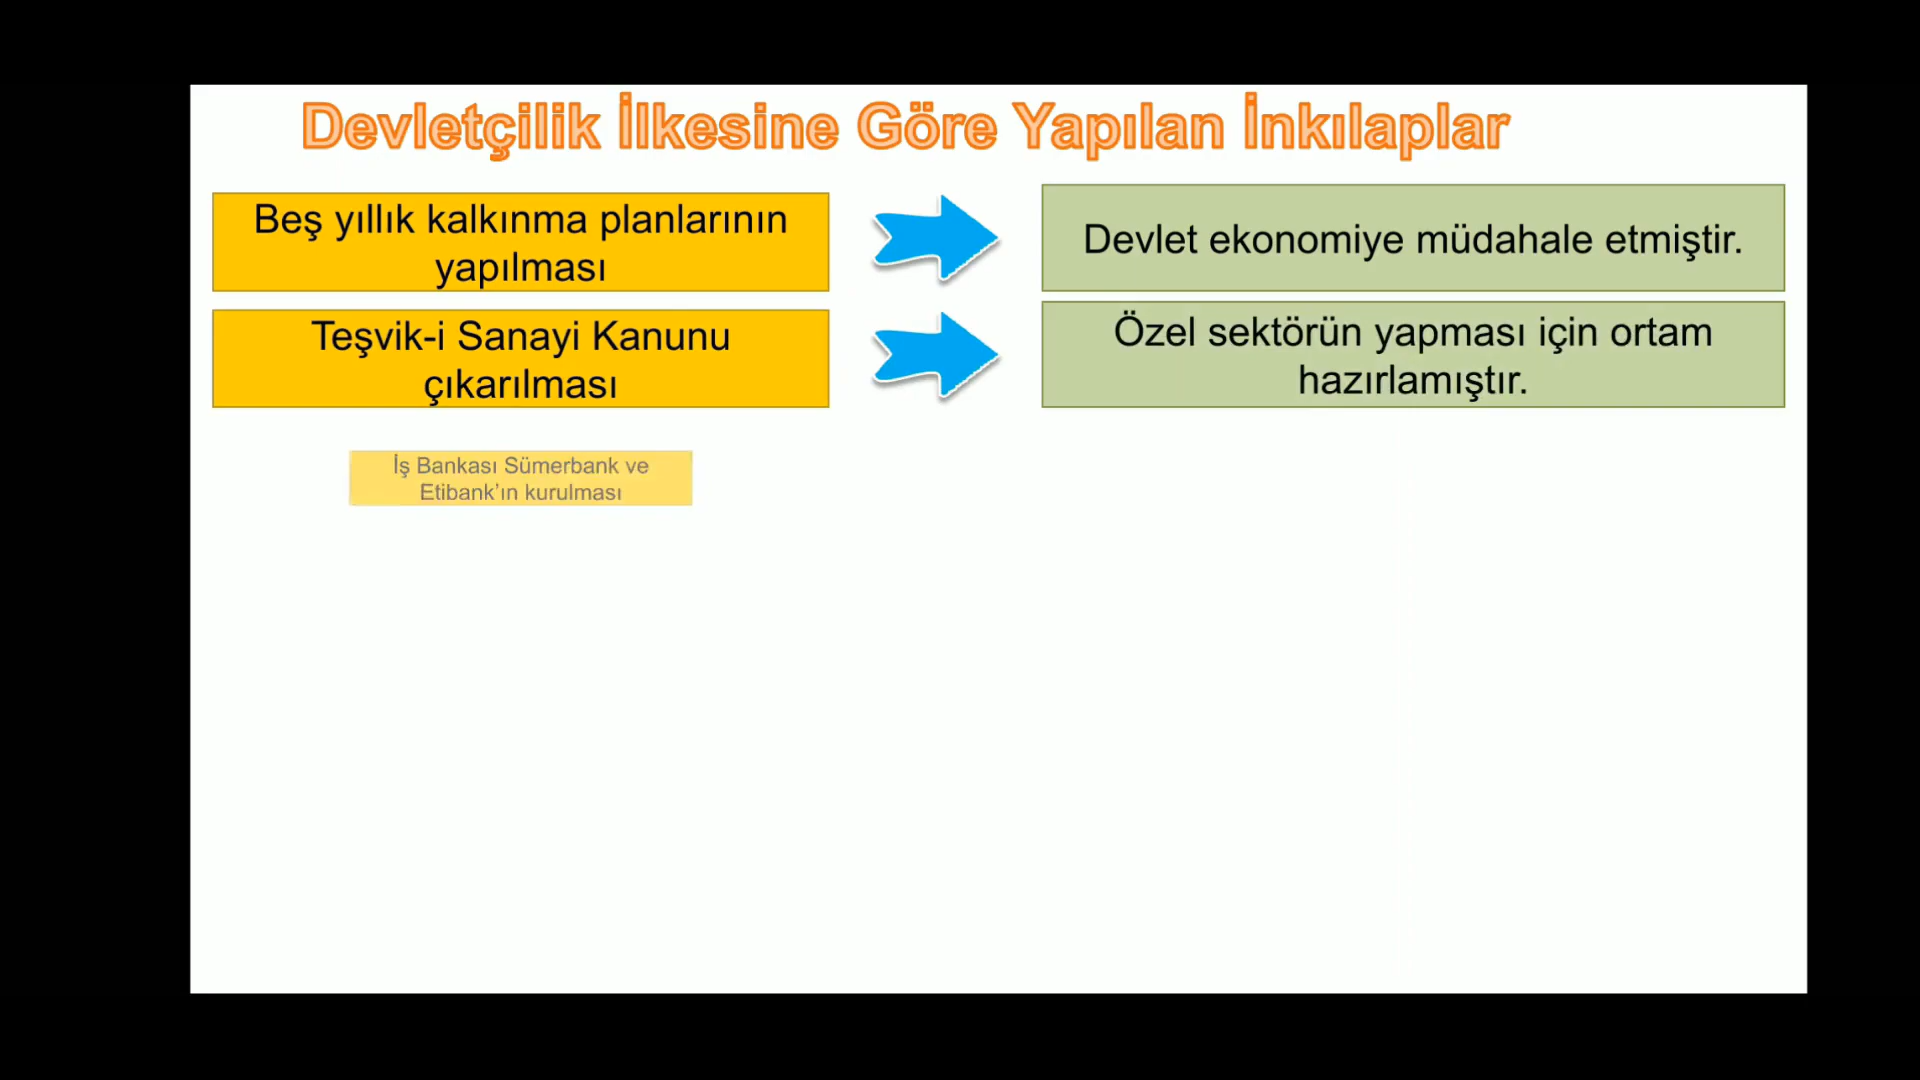 Devletçilik İlkesine Göre Yapılan İnkılaplar
Beş yıllık kalkınma planlarının
yapılması
Devlet ekonomiye müdahale etmiştir.
Teşvik-i Sanayi Kanunu
çıkarılması
Özel sektörün yapması için ortam
hazırlamıştır.
İş Bankası Sümerbank ve
Etibank’ın kurulması